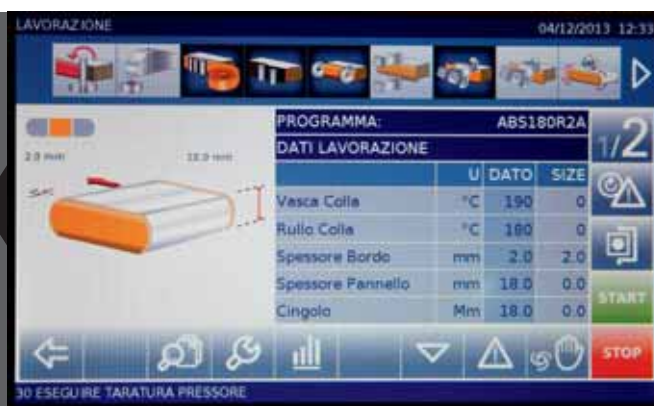 LAVORAZIONE 04/12/2013 12:33
PROGRAMMA: ABS180R2A
DATI LAVORAZIONE
1/2
2.0 mm 18.0 mm
U DATO SIZE
Vasca Colla °C 190 0
Rullo Colla °C 180 0
Spessore Bordo mm 2.0 2.0
Spessore Pannello mm 18.0 0.0
Cingolo Mm 18.0 0.0
START
STOP
30 ESEGUIRE TARATURA PRESSORE